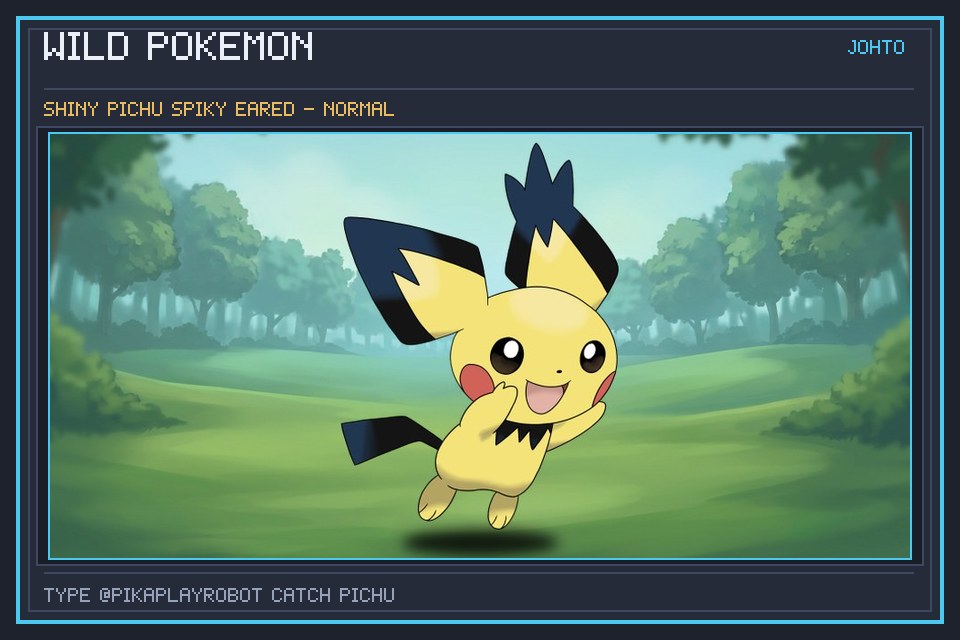 WILD POKEMON
JOHTO
SHINY PICHU SPIKY EARED - NORMAL
TYPE @PIKAPLAYROBOT CATCH PICHU